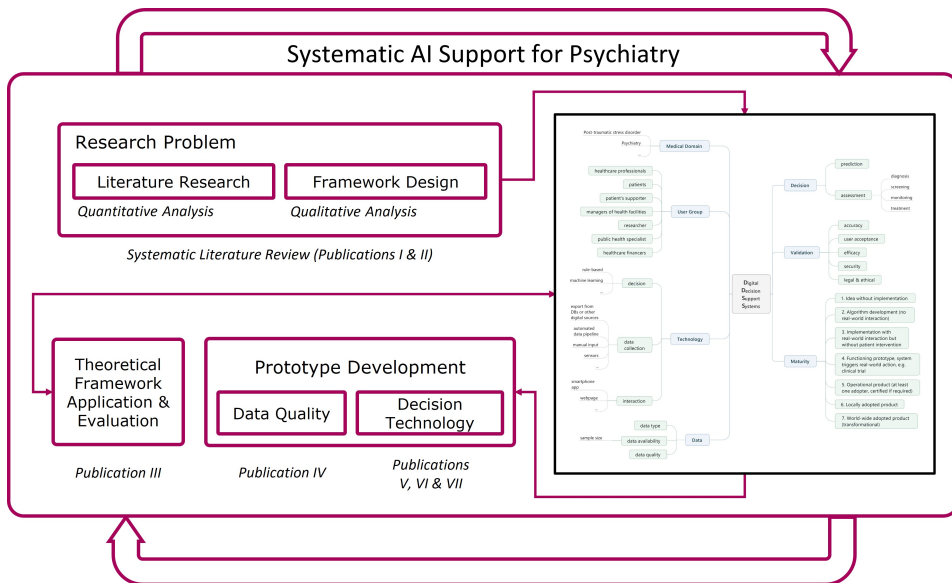 Systematic AI Support for Psychiatry
Research Problem
Literature Research
Framework Design
Quantitative Analysis
Qualitative Analysis
Systematic Literature Review (Publications I & II)
Theoretical
Framework
Application &
Evaluation
Publication III
Prototype Development
Data Quality
Decision
Technology
Publication IV
Publications
V, VI & VII
Post-traumatic stress disorder
Psychiatry
...
Medical Domain
healthcare professionals
patients
patient's supporter
managers of health facilities
researcher
public health specialist
healthcare financers
User Group
rule-based
machine learning
...
decision
export from
DBs or other
digital sources
automated
data pipeline
manual input
sensors
...
data
collection
Technology
smartphone
app
webpage
...
interaction
data type
sample size
data availability
data quality
Data
Digital
Decision
Support
Systems
Decision
prediction
assessment
diagnosis
screening
monitoring
treatment
Validation
accuracy
user acceptance
efficacy
security
legal & ethical
Maturity
1. Idea without implementation
2. Algorithm development (no
real-world interaction)
3. Implementation with
real-world interaction but
without patient intervention
4. Functioning prototype, system
triggers real-world action, e.g.
clinical trial
5. Operational product (at least
one adopter, certified if required)
6. Locally adopted product
7. World-wide adopted product
(transformational)